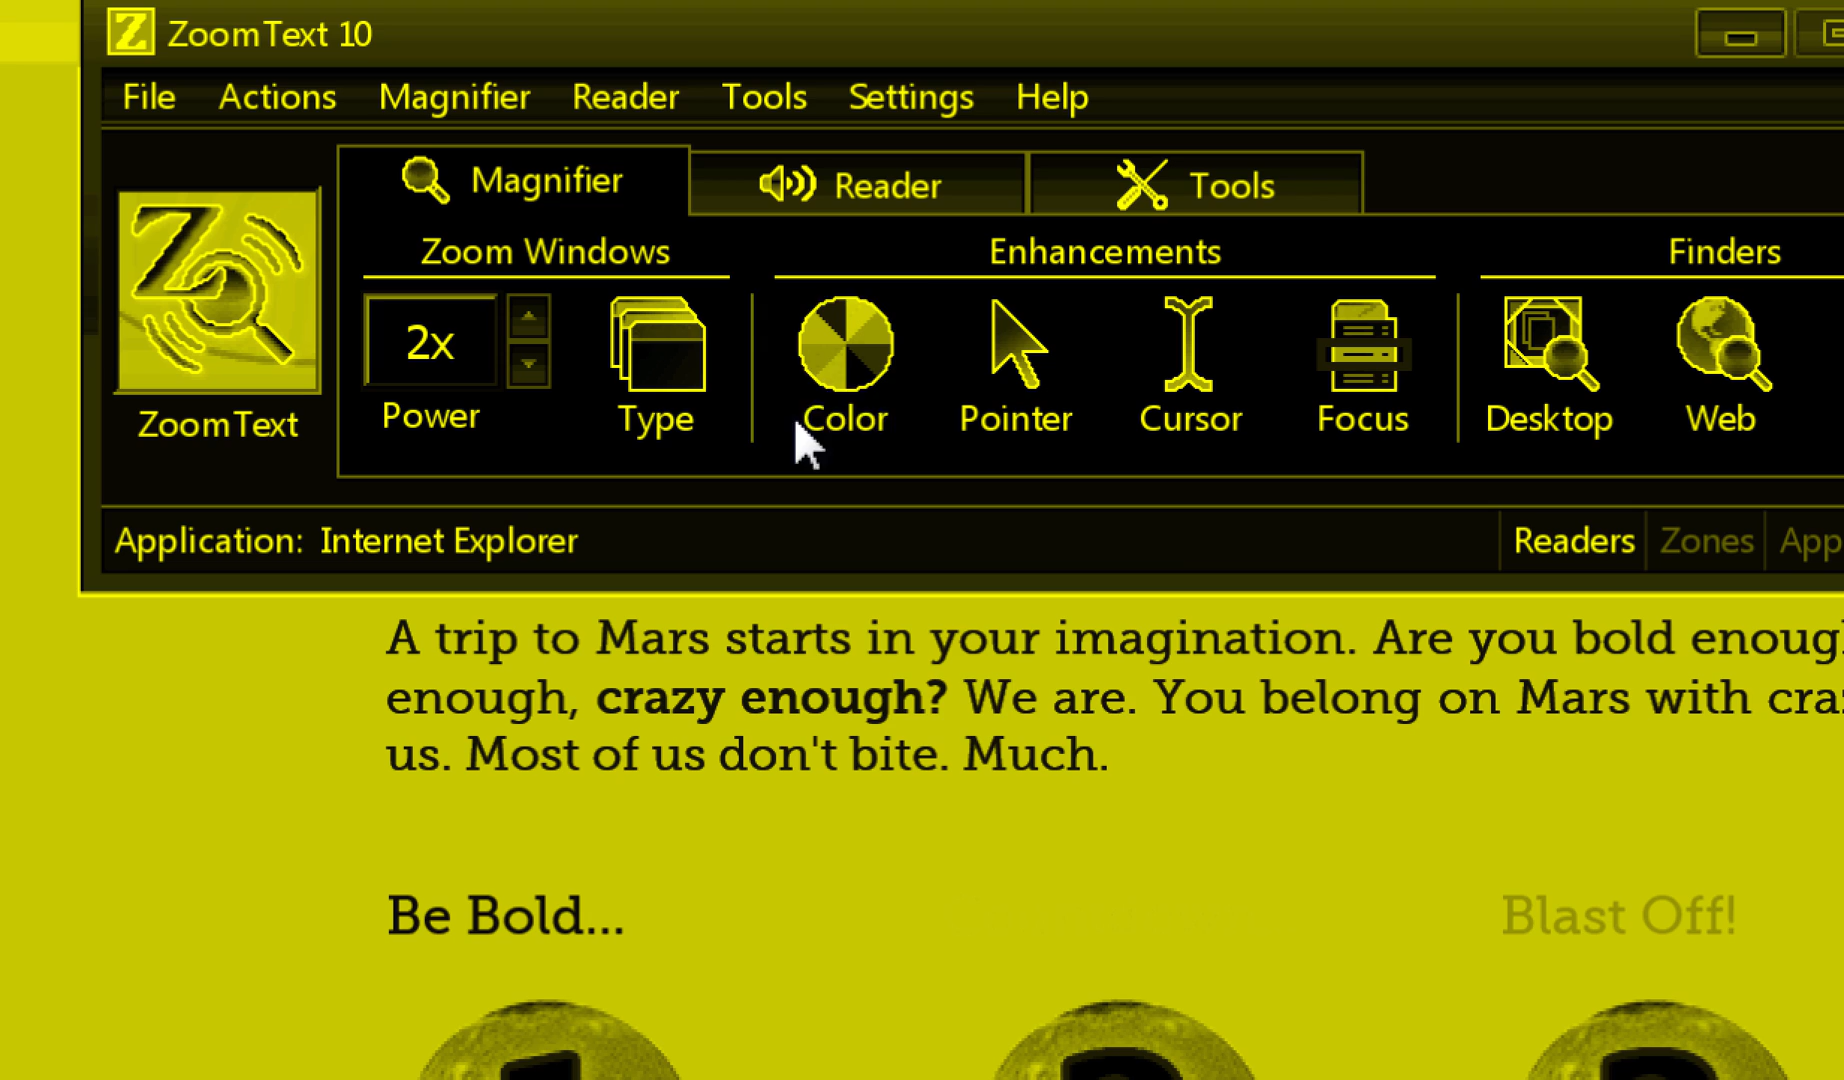 ZoomText 10
File Actions Magnifier Reader Tools Settings Help
Magnifier Reader Tools
Zoom Windows Enhancements Finders
2x
Power Type Color Pointer Cursor Focus Desktop Web
ZoomText
Application: Internet Explorer Readers Zones App
A trip to Mars starts in your imagination. Are you bold enough
enough, crazy enough? We are. You belong on Mars with
us. Most of us don't bite. Much.
Be Bold... Blast Off!